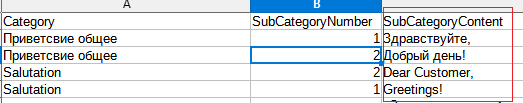 A B
Category SubCategoryNumber SubCategoryContent
Приветсвие общее 1 Здравствуйте,
Приветсвие общее 2 Добрый день!
Salutation 2 Dear Customer,
Salutation 1 Greetings!